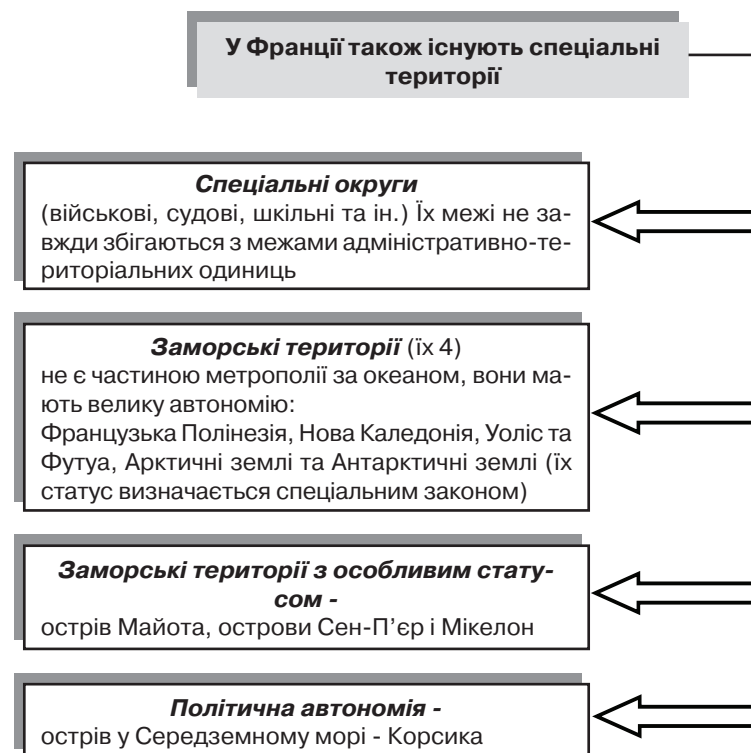 У Франції також існують спеціальні
території
Спеціальні округи
(військові, судові, шкільні та ін.) Їх межі не за-
вжди збігаються з межами адміністративно-те-
риторіальних одиниць
Заморські території (їх 4)
не є частиною метрополії за океаном, вони ма-
ють велику автономію:
Французька Полінезія, Нова Каледонія, Уоліс та
Футуа, Арктичні землі та Антарктичні землі (їх
статус визначається спеціальним законом)
Заморські території з особливим стату-
сом -
острів Майота, острови Сен-П’єр і Мікелон
Політична автономія -
острів у Середземному морі - Корсика